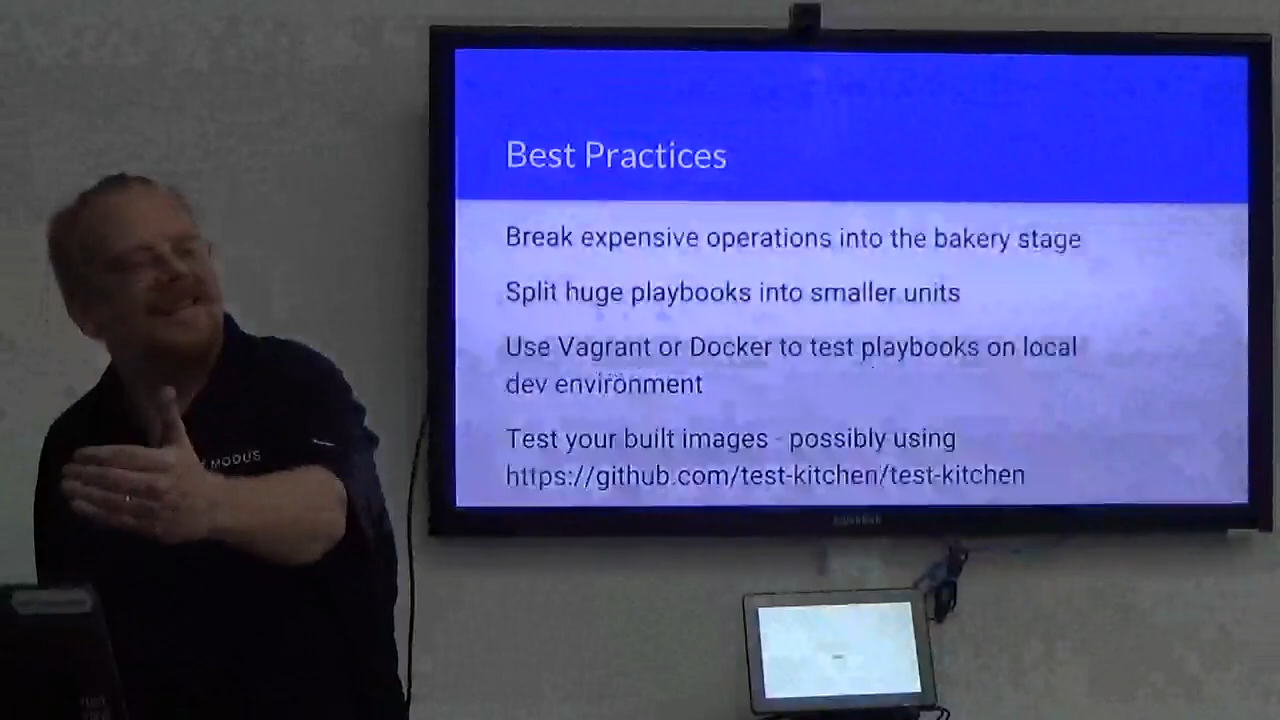 Best Practices
Break expensive operations into the bakery stage
Split huge playbooks into smaller units
Use Vagrant or Docker to test playbooks on local
dev environment
Test your built images - possibly using
https://github.com/test-kitchen/test-kitchen
MODUS